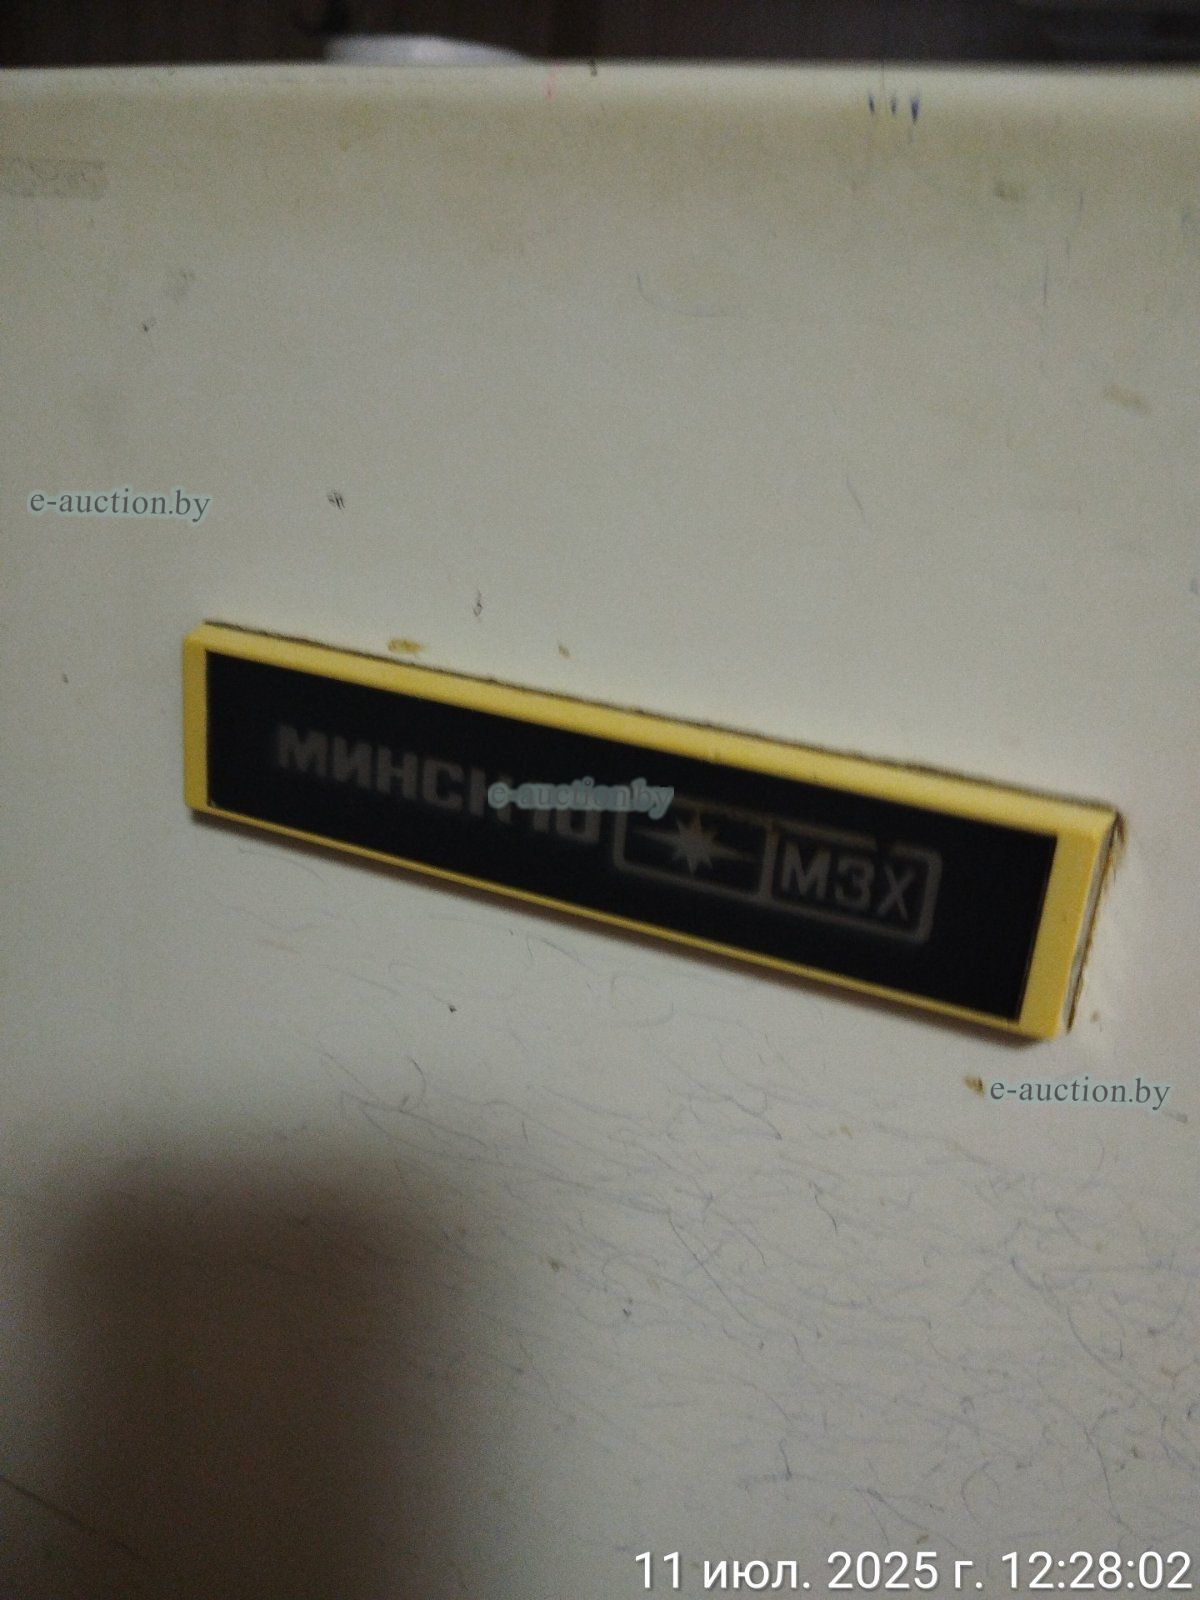 e-auction.by
МИНСК 10
e-auction.by
МЗХ
e-auction.by
11 июл. 2025 г. 12:28:02